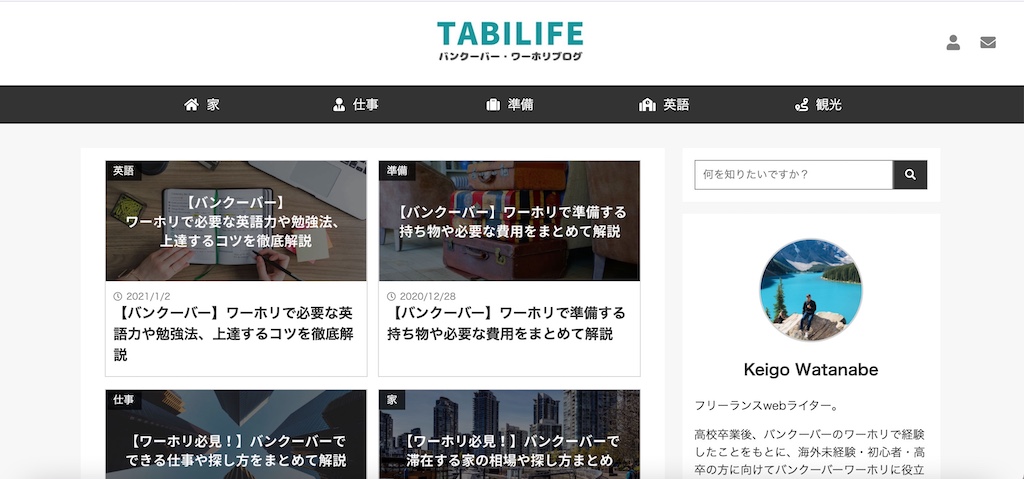 TABILIFE
バンクーバー・ワーホリブログ
家
仕事
準備
英語
観光
英語
【バンクーバー】
ワーホリで必要な英語力や勉強法、
上達するコツを徹底解説
2021/1/2
【バンクーバー】ワーホリで必要な英
語力や勉強法、上達するコツを徹底解
説
準備
【バンクーバー】ワーホリで準備する
持ち物や必要な費用をまとめて解説
2020/12/28
【バンクーバー】ワーホリで準備する
持ち物や必要な費用をまとめて解説
仕事
【ワーホリ必見！】バンクーバーで
できる仕事や探し方をまとめて解説
家
【ワーホリ必見！】バンクーバーで
滞在する家の相場や探し方まとめ
何を知りたいですか？
Keigo Watanabe
フリーランスwebライター。
高校卒業後、バンクーバーのワーホリで経験
したことをもとに、海外未経験・初心者・高
卒の方に向けてバンクーバーワーホリに役立